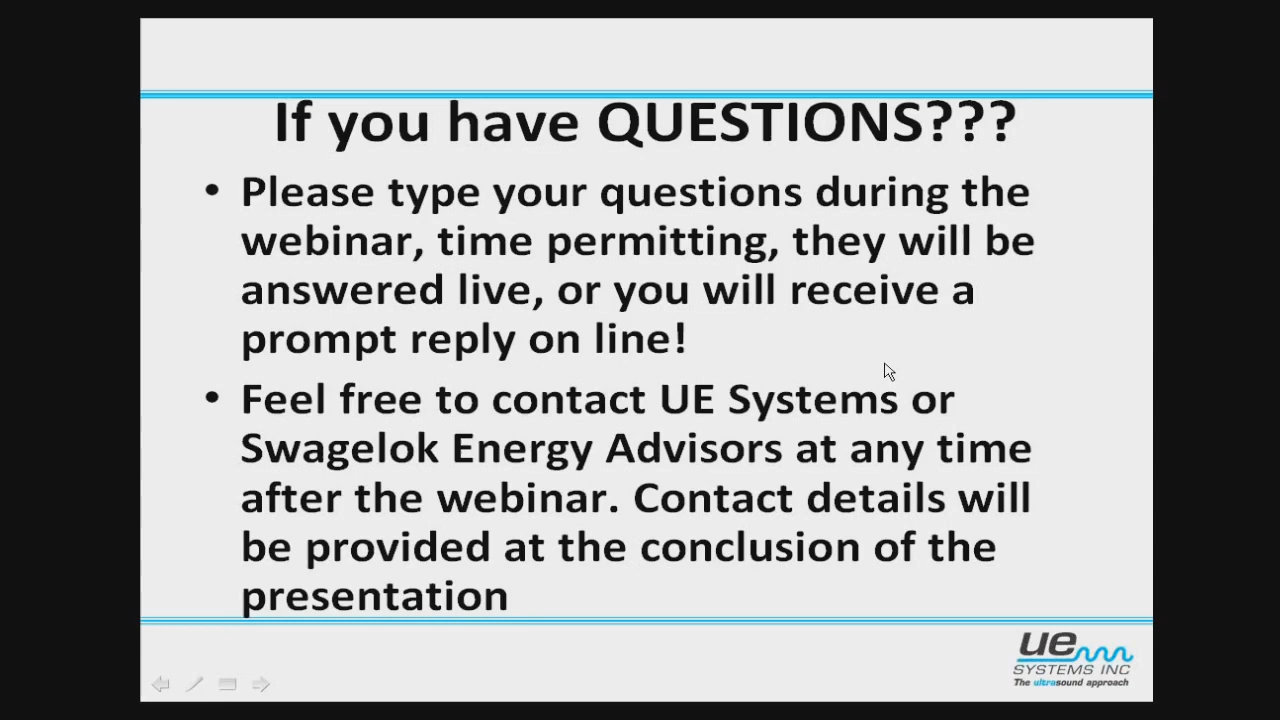 If you have QUESTIONS???
• Please type your questions during the
webinar, time permitting, they will be
answered live, or you will receive a
prompt reply on line!
• Feel free to contact UE Systems or
Swagelok Energy Advisors at any time
after the webinar. Contact details will
be provided at the conclusion of the
presentation
ue
SYSTEMS INC
The ultrasound approach